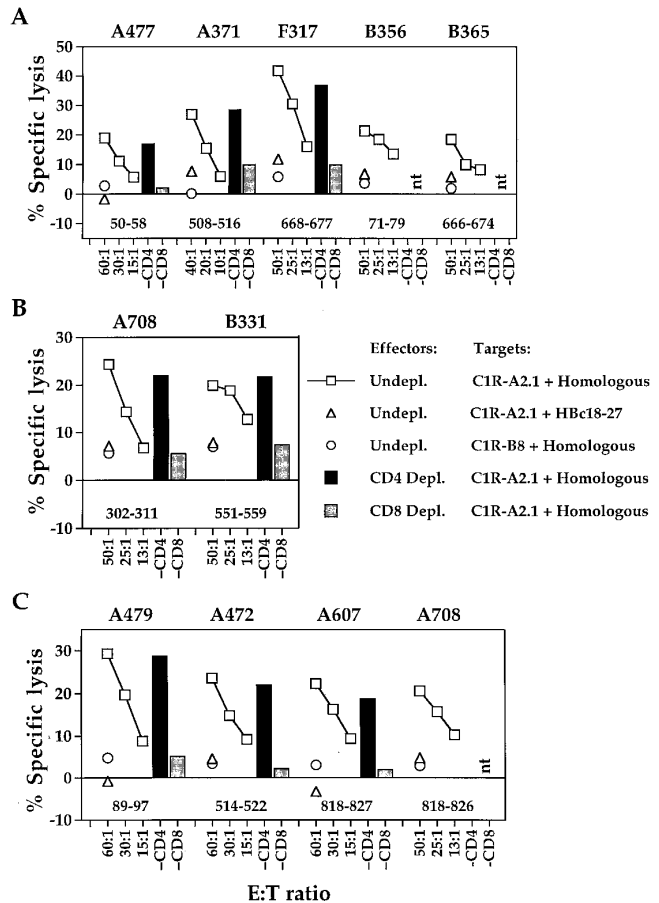 A
A477 A371 F317 B356 B365
% Specific lysis
50
40
30
20
10
0
-10
nt nt
50-58 508-516 668-677 71-79 666-674
60:1 30:1 15:1 –CD4 –CD8 40:1 20:1 10:1 –CD4 –CD8 50:1 25:1 13:1 –CD4 –CD8 50:1 25:1 13:1 –CD4 –CD8 50:1 25:1 13:1 –CD4 –CD8
B
A708 B331
30
20
10
0
-10
302-311 551-559
50:1 25:1 13:1 –CD4 –CD8 50:1 25:1 13:1 –CD4 –CD8
Effectors: Targets:
Undepl. C1R-A2.1 + Homologous
Undepl. C1R-A2.1 + HBc18-27
Undepl. C1R-B8 + Homologous
CD4 Depl. C1R-A2.1 + Homologous
CD8 Depl. C1R-A2.1 + Homologous
C
A479 A472 A607 A708
% Specific lysis
30
20
10
0
-10
nt
89-97 514-522 818-827 818-826
60:1 30:1 15:1 –CD4 –CD8 60:1 30:1 15:1 –CD4 –CD8 60:1 30:1 15:1 –CD4 –CD8 50:1 25:1 13:1 –CD4 –CD8
E:T ratio